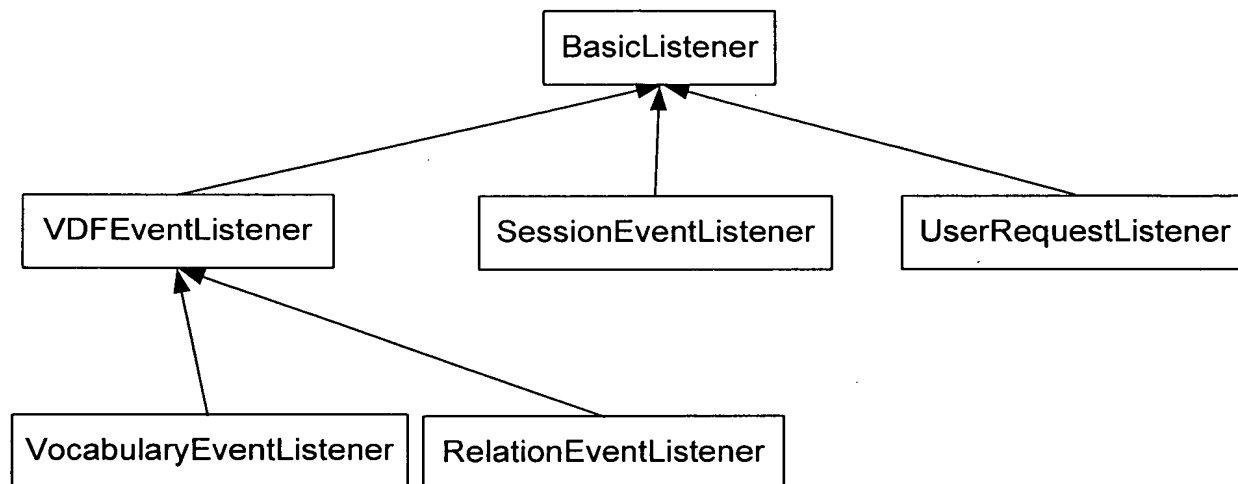 BasicListener
VDFEventListener
SessionEventListener
UserRequestListener
VocabularyEventListener
RelationEventListener